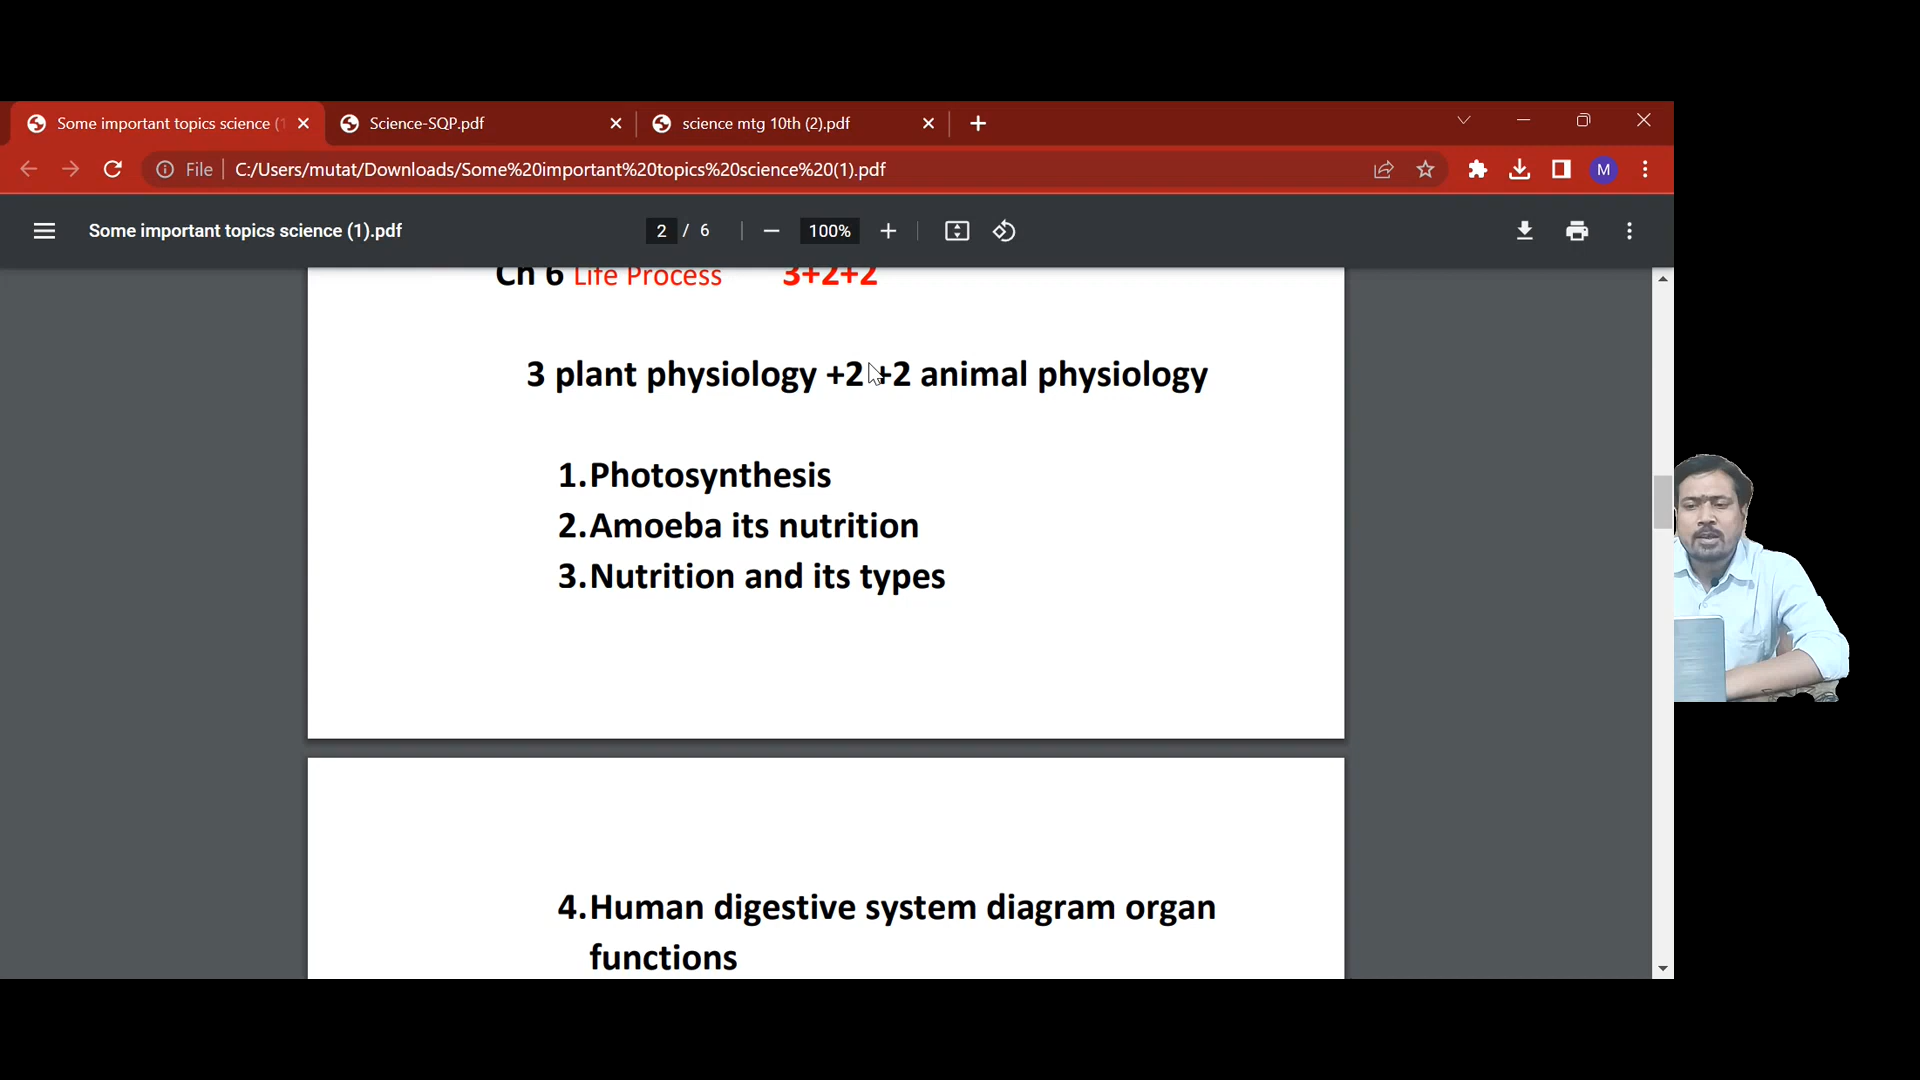 Some important topics science (1
Science-SQP.pdf
science mtg 10th (2).pdf
File
C:/Users/mutat/Downloads/Some%20important%20topics%20science%20(1).pdf
M
Some important topics science (1).pdf
2 / 6
100%
Ch 6 Life Process 3+2+2
3 plant physiology +2 +2 animal physiology
1.Photosynthesis
2.Amoeba its nutrition
3.Nutrition and its types
4.Human digestive system diagram organ
functions